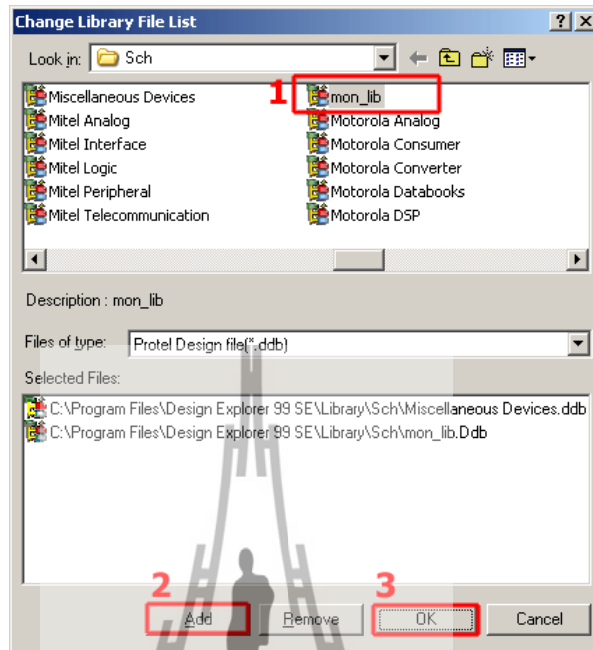 Change Library File List
Look in: Sch
1
Miscellaneous Devices
Mitel Analog
Mitel Interface
Mitel Logic
Mitel Peripheral
Mitel Telecommunication
mon_lib
Motorola Analog
Motorola Consumer
Motorola Converter
Motorola Databooks
Motorola DSP
Description : mon_lib
Files of type: Protel Design file(*.ddb)
Selected Files:
C:\Program Files\Design Explorer 99 SE\Library\Sch\Miscellaneous Devices.ddb
C:\Program Files\Design Explorer 99 SE\Library\Sch\mon_lib.Ddb
2 3
Add Remove OK Cancel